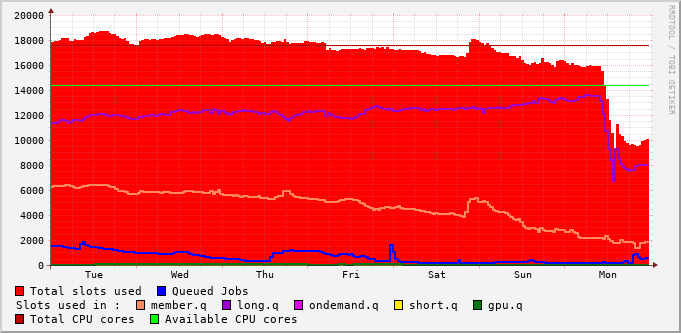 20000
18000
16000
14000
12000
10000
8000
6000
4000
2000
0
Tue Wed Thu Fri Sat Sun Mon
RRDTOOL / TOBI OETIKER
Total slots used Queued Jobs
Slots used in : member.q long.q ondemand.q short.q gpu.q
Total CPU cores Available CPU cores